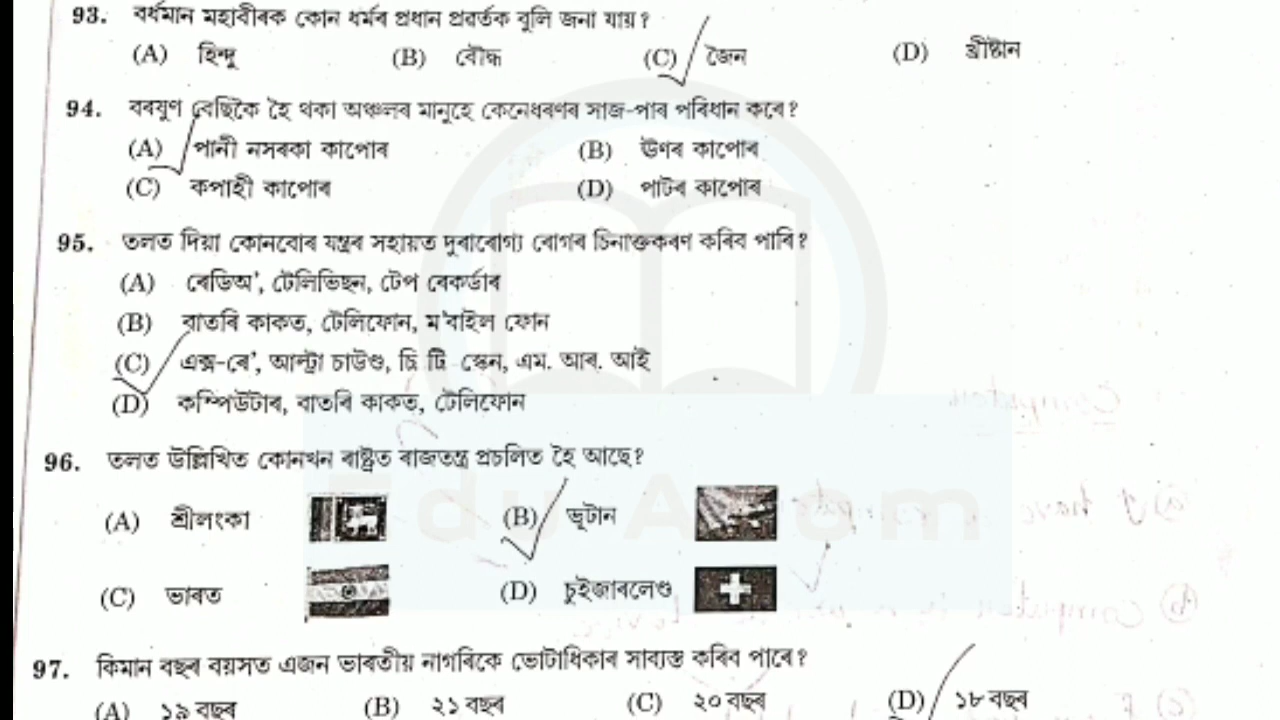 93. বৰ্ধমান মহাবীৰক কোন ধৰ্মৰ প্ৰধান প্ৰৱৰ্তক বুলি জনা যায়?
(A) হিন্দু (B) বৌদ্ধ (C) জৈন (D) খ্ৰীষ্টান
94. বৰষুণ বেছিকৈ হৈ থকা অঞ্চলৰ মানুহে কেনেধৰণৰ সাজ-পাৰ পৰিধান কৰে?
(A) পানী নসৰকা কাপোৰ (B) ঊণৰ কাপোৰ
(C) কপাহী কাপোৰ (D) পাটৰ কাপোৰ
95. তলত দিয়া কোনবোৰ যন্ত্ৰৰ সহায়ত দুৰাৰোগ্য ৰোগৰ চিনাক্তকৰণ কৰিব পাৰি?
(A) ৰেডিঅ', টেলিভিছন, টেপ ৰেকৰ্ডাৰ
(B) বাতৰি কাকত, টেলিফোন, ম'বাইল ফোন
(C) এক্স-ৰে', আল্ট্ৰা চাউণ্ড, চি টি স্কেন, এম. আৰ. আই
(D) কম্পিউটাৰ, বাতৰি কাকত, টেলিফোন
96. তলত উল্লিখিত কোনখন ৰাষ্ট্ৰত ৰাজতন্ত্ৰ প্ৰচলিত হৈ আছে?
(A) শ্ৰীলংকা (B) ভূটান
(C) ভাৰত (D) চুইজাৰলেণ্ড
97. কিমান বছৰ বয়সত এজন ভাৰতীয় নাগৰিকে ভোটাধিকাৰ সাব্যস্ত কৰিব পাৰে?
(A) ১৯ বছৰ (B) ২১ বছৰ (C) ২০ বছৰ (D) ১৮ বছৰ